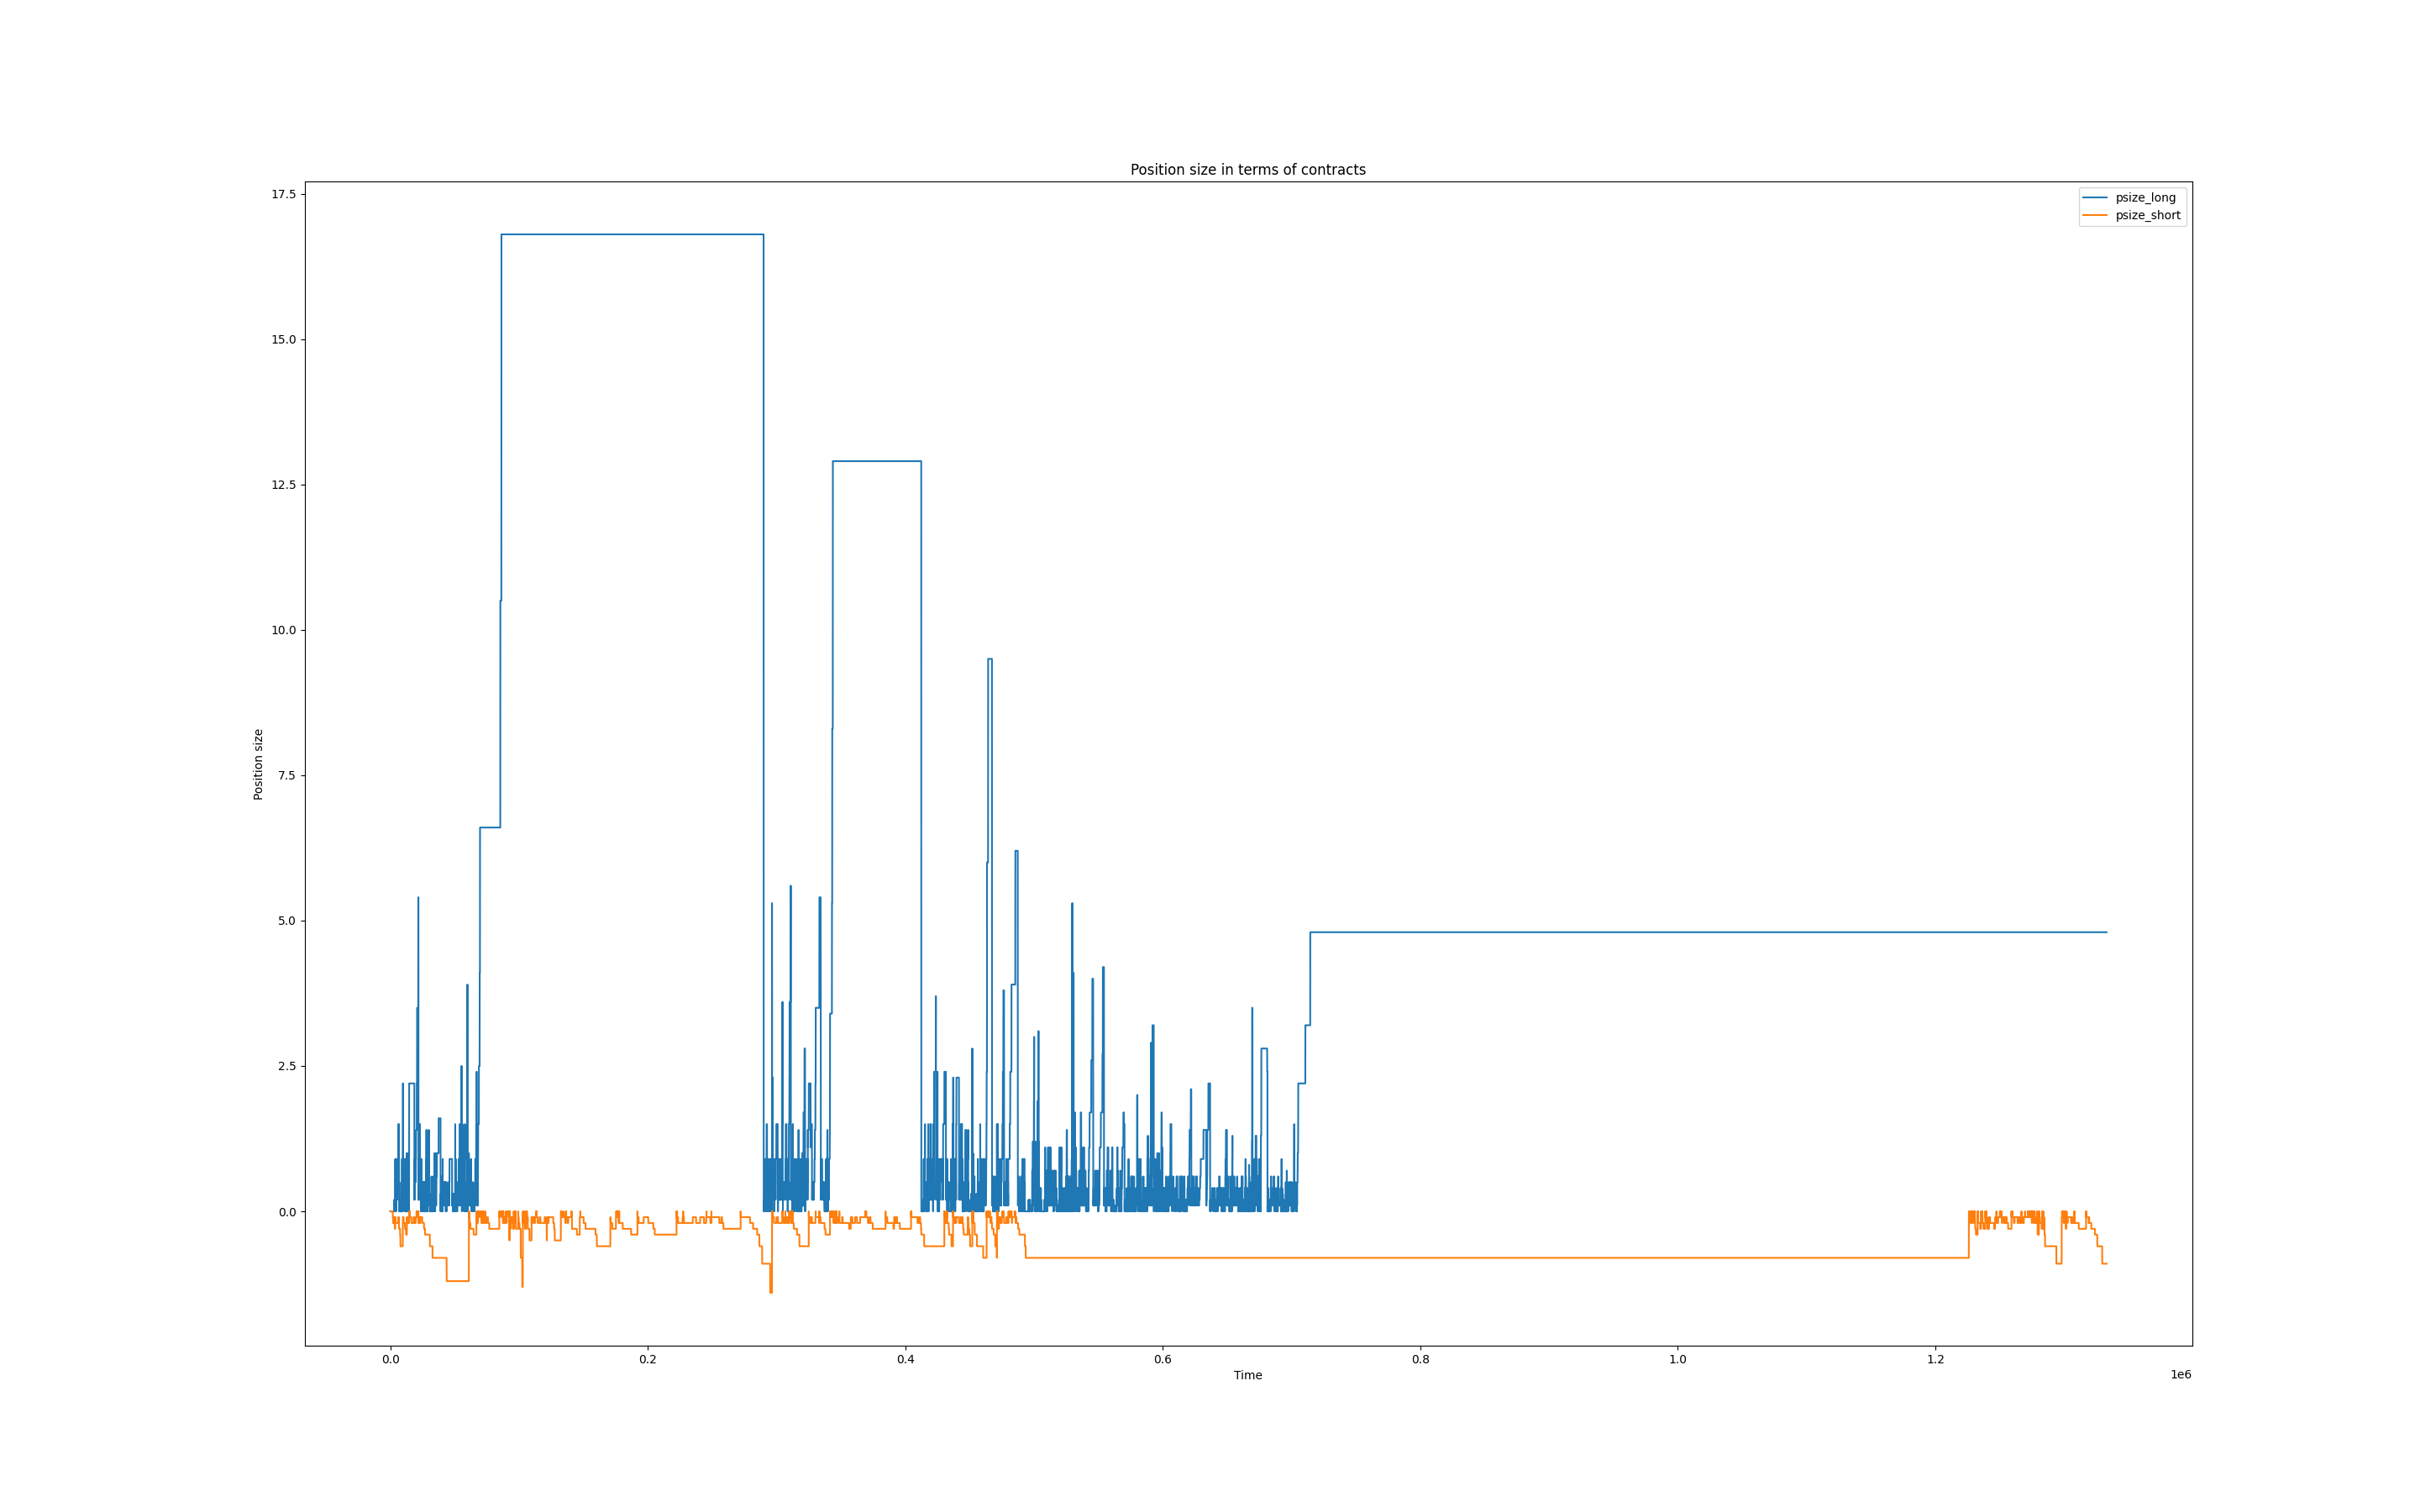 Position size in terms of contracts
psize_long
psize_short
17.5
15.0
12.5
10.0
7.5
5.0
2.5
0.0
Position size
0.0 0.2 0.4 0.6 0.8 1.0 1.2
Time
1e6